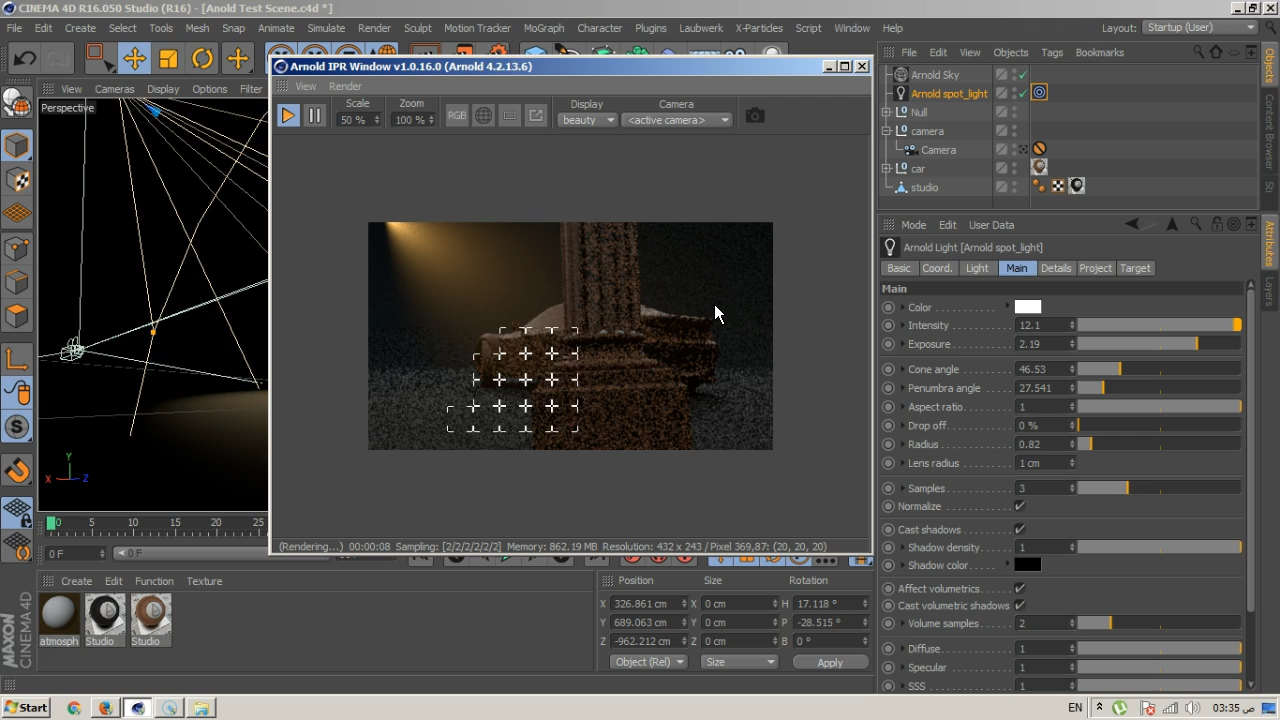 CINEMA 4D R16.050 Studio (R16) - [Anold Test Scene.c4d *]
File Edit Create Select Tools Mesh Snap Animate Simulate Render Sculpt Motion Tracker MoGraph Character Plugins Laubwerk X-Particles Script Window Help Layout: Startup (User)
Arnold IPR Window v1.0.16.0 (Arnold 4.2.13.6)
View Render
Scale Zoom Display Camera
50 % 100 % RGB beauty <active camera>
View Cameras Display Options Filter
Perspective
Y
X Z
0 5 10 15 20 25
0 F 0 F
(Rendering...) 00:00:08 Sampling: [2/2/2/2/2/2] Memory: 862.19 MB Resolution: 432 x 243 / Pixel 369,87: (20, 20, 20)
Create Edit Function Texture
atmosph Studio Studio
MAXON CINEMA 4D
Position Size Rotation
X 326.861 cm X 0 cm H 17.118 °
Y 689.063 cm Y 0 cm P -28.515 °
Z -962.212 cm Z 0 cm B 0 °
Object (Rel) Size Apply
File Edit View Objects Tags Bookmarks
Arnold Sky
Arnold spot_light
Null
camera
Camera
car
studio
Objects
Content Browser
Attributes
Layers
Mode Edit User Data
Arnold Light [Arnold spot_light]
Basic Coord. Light Main Details Project Target
Main
Color
Intensity 12.1
Exposure 2.19
Cone angle 46.53
Penumbra angle 27.541
Aspect ratio 1
Drop off 0 %
Radius 0.82
Lens radius 1 cm
Samples 3
Normalize
Cast shadows
Shadow density 1
Shadow color
Affect volumetrics
Cast volumetric shadows
Volume samples 2
Diffuse 1
Specular 1
SSS 1
Start EN 03:35 ص